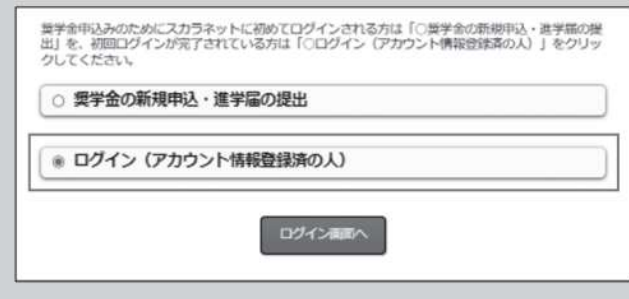 奨学金申込みのためにスカラネットに初めてログインされる方は「○奨学金の新規申込・進学届の提
出」を、初回ログインが完了されている方は「○ログイン（アカウント情報登録済の人）」をクリッ
クしてください。
○ 奨学金の新規申込・進学届の提出
◉ ログイン（アカウント情報登録済の人）
ログイン画面へ